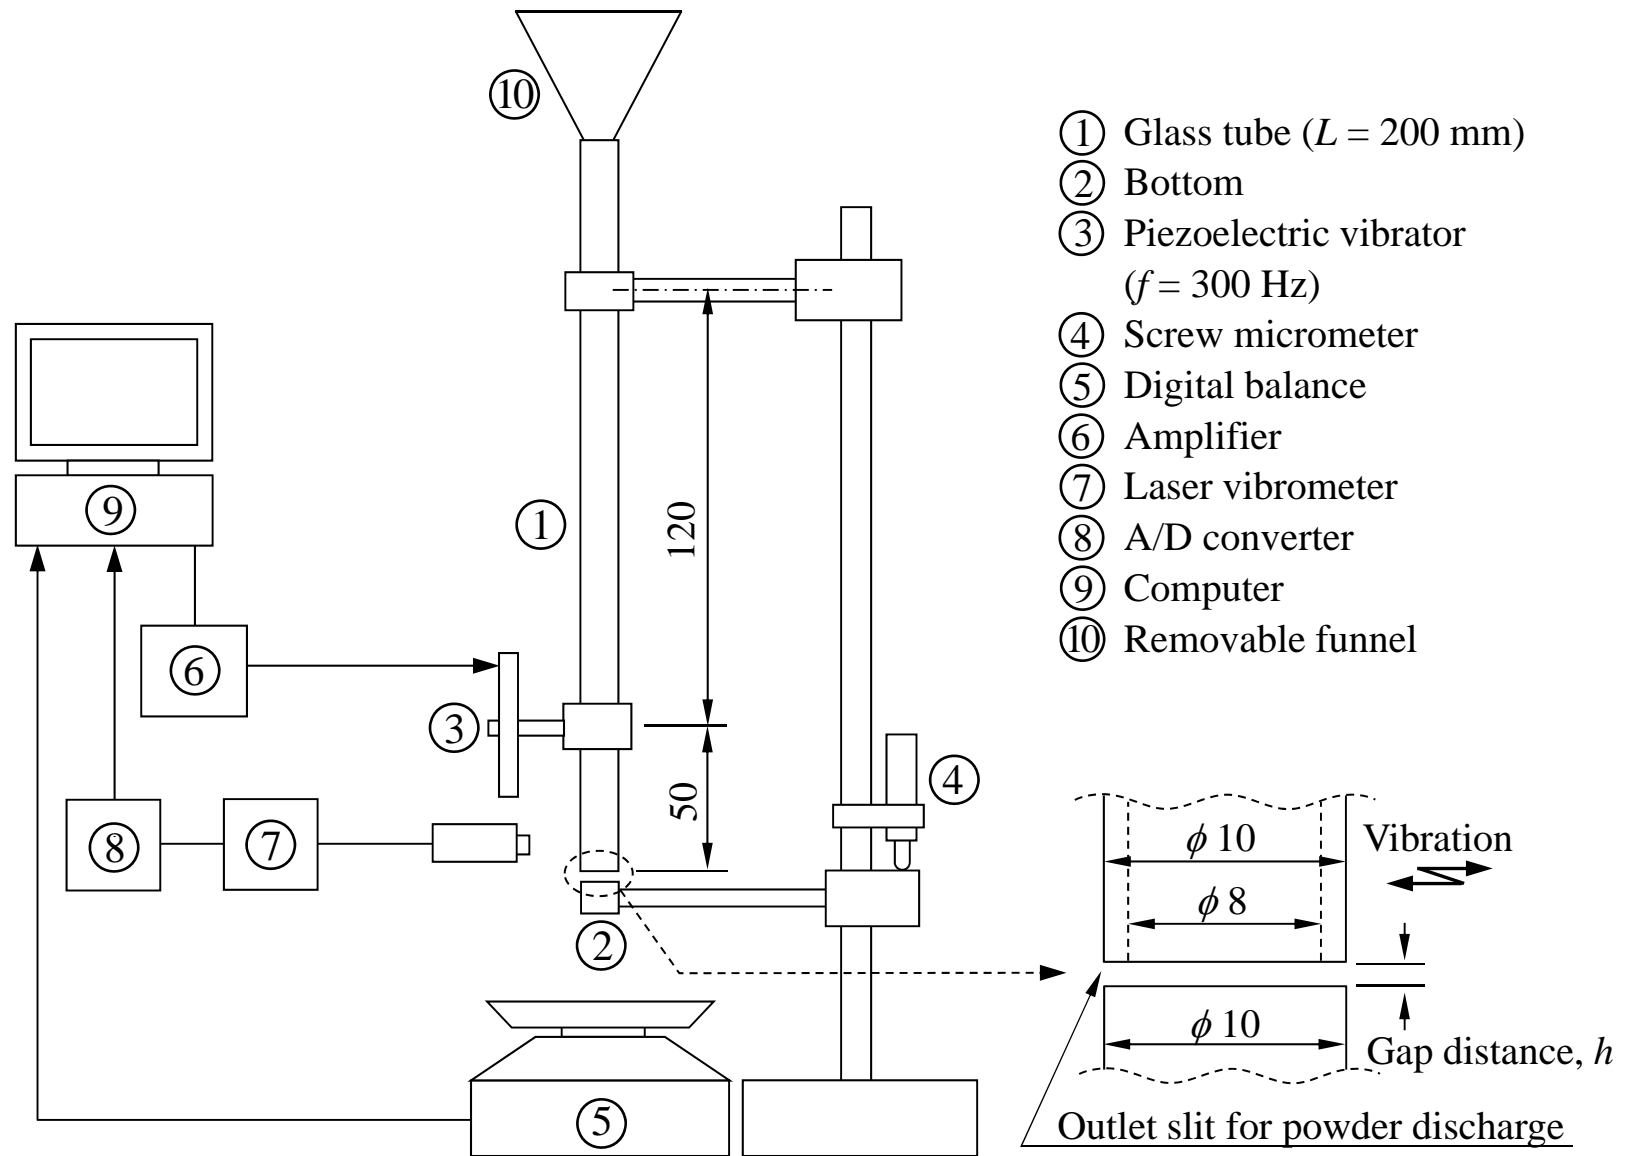 ⑩
① Glass tube (L = 200 mm)
② Bottom
③ Piezoelectric vibrator
(f = 300 Hz)
④ Screw micrometer
⑤ Digital balance
⑥ Amplifier
⑦ Laser vibrometer
⑧ A/D converter
⑨ Computer
⑩ Removable funnel
⑨
①
120
⑥
③
50
④
⑧
⑦
②
⑤
ϕ 10
Vibration
ϕ 8
ϕ 10
Gap distance, h
Outlet slit for powder discharge